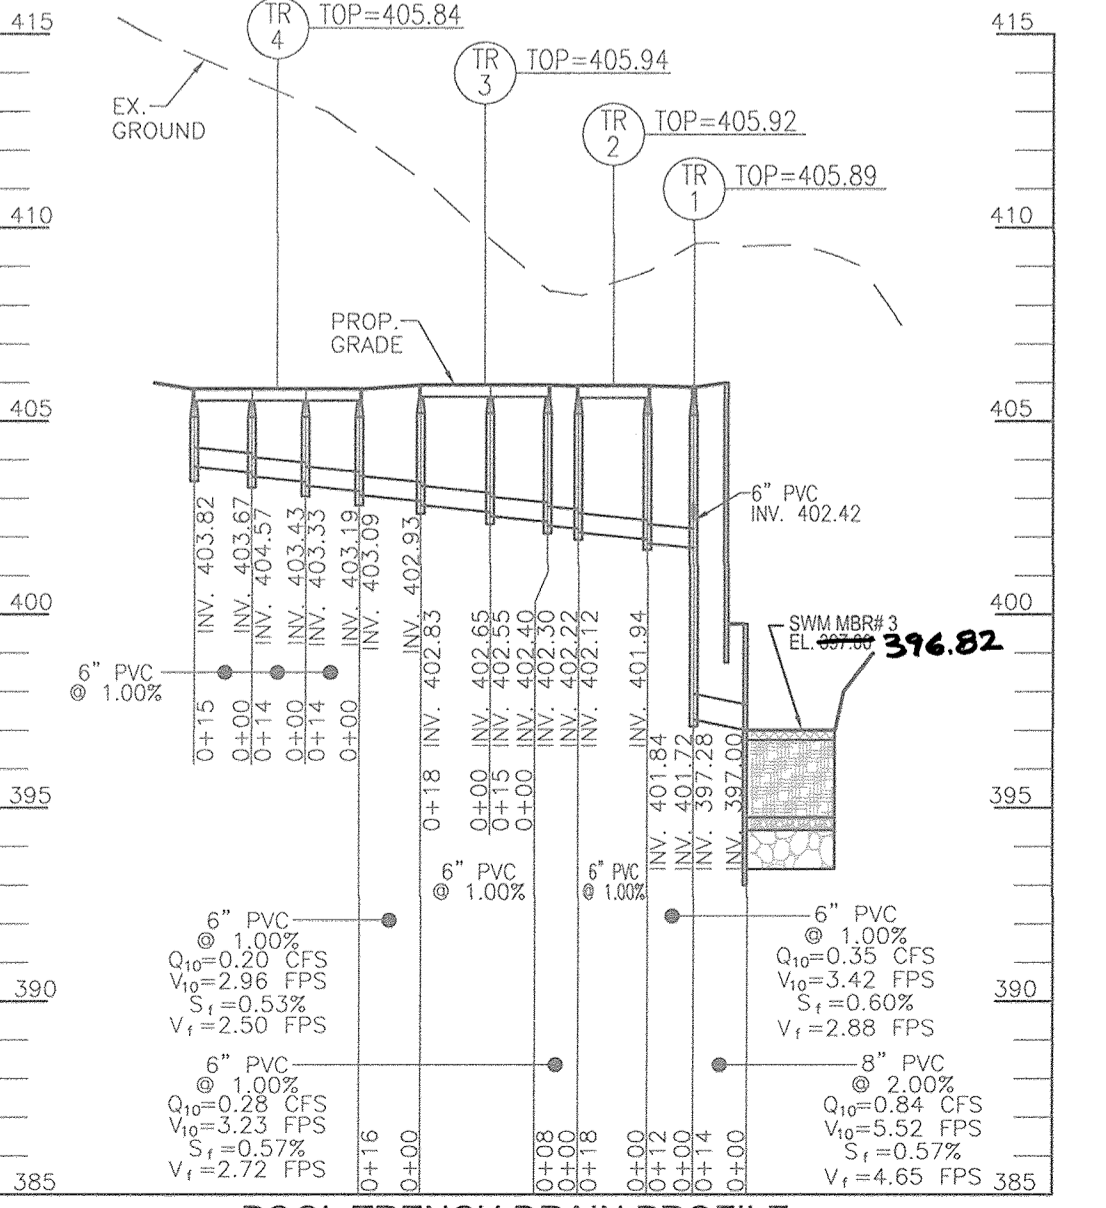 415
TR
4
TOP=405.84
415
TR
3
TOP=405.94
EX.
GROUND
TR
2
TOP=405.92
TR
1
TOP=405.89
410
410
PROP.
GRADE
405
405
6" PVC
INV. 402.42
INV. 403.82
INV. 403.67
INV. 404.57
INV. 403.43
INV. 403.33
INV. 403.19
INV. 403.09
INV. 402.93
INV. 402.83
INV. 402.65
INV. 402.55
INV. 402.40
INV. 402.30
INV. 402.22
INV. 402.12
INV. 401.94
INV. 401.84
INV. 401.72
INV. 397.28
INV. 397.00
400
400
SWM MBR# 3
EL. 396.82
6" PVC
@ 1.00%
0+15
0+00
0+14
0+00
0+14
0+00
0+18
0+00
0+15
0+00
395
395
6" PVC
@ 1.00%
6" PVC
@ 1.00%
6" PVC
@ 1.00%
Q10=0.20 CFS
V10=2.96 FPS
Sf=0.53%
Vf=2.50 FPS
6" PVC
@ 1.00%
Q10=0.35 CFS
V10=3.42 FPS
Sf=0.60%
Vf=2.88 FPS
390
390
6" PVC
@ 1.00%
Q10=0.28 CFS
V10=3.23 FPS
Sf=0.57%
Vf=2.72 FPS
8" PVC
@ 2.00%
Q10=0.84 CFS
V10=5.52 FPS
Sf=0.57%
Vf=4.65 FPS
0+16
0+00
0+08
0+00
0+18
0+00
0+12
0+00
0+14
0+00
385
385
POOL TRENCH DRAIN PROFILE